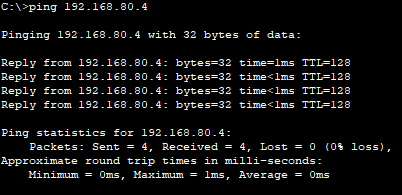 C:\>ping 192.168.80.4
Pinging 192.168.80.4 with 32 bytes of data:
Reply from 192.168.80.4: bytes=32 time=1ms TTL=128
Reply from 192.168.80.4: bytes=32 time<1ms TTL=128
Reply from 192.168.80.4: bytes=32 time<1ms TTL=128
Reply from 192.168.80.4: bytes=32 time<1ms TTL=128
Ping statistics for 192.168.80.4:
    Packets: Sent = 4, Received = 4, Lost = 0 (0% loss),
Approximate round trip times in milli-seconds:
    Minimum = 0ms, Maximum = 1ms, Average = 0ms